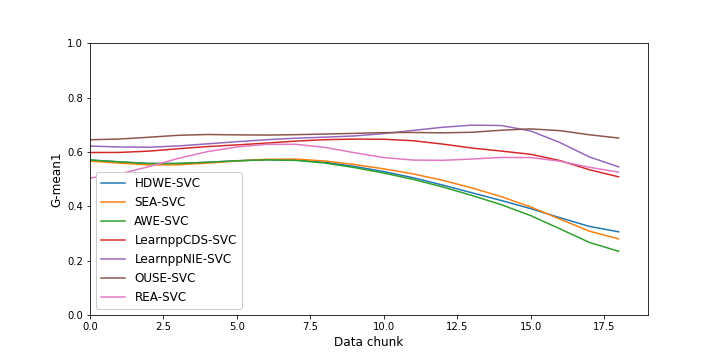 1.0
0.8
0.6
0.4
0.2
0.0
G-mean1
HDWE-SVC
SEA-SVC
AWE-SVC
LearnppCDS-SVC
LearnppNIE-SVC
OUSE-SVC
REA-SVC
0.0 2.5 5.0 7.5 10.0 12.5 15.0 17.5
Data chunk